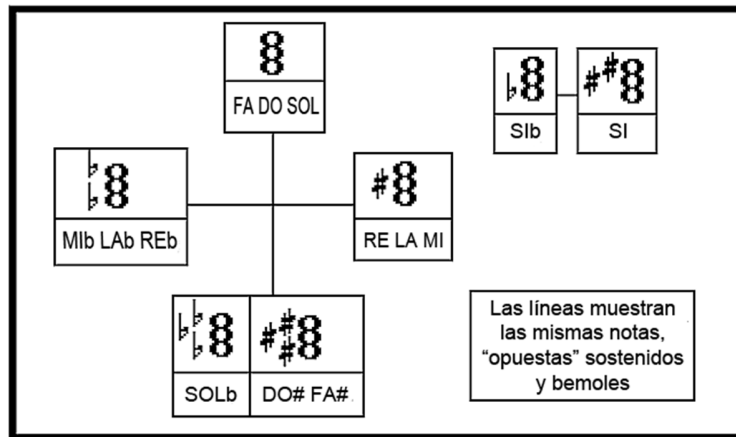 FA DO SOL
SIb
SI
MIb LAb REb
RE LA MI
SOLb
DO# FA#
Las líneas muestran
las mismas notas,
“opuestas” sostenidos
y bemoles